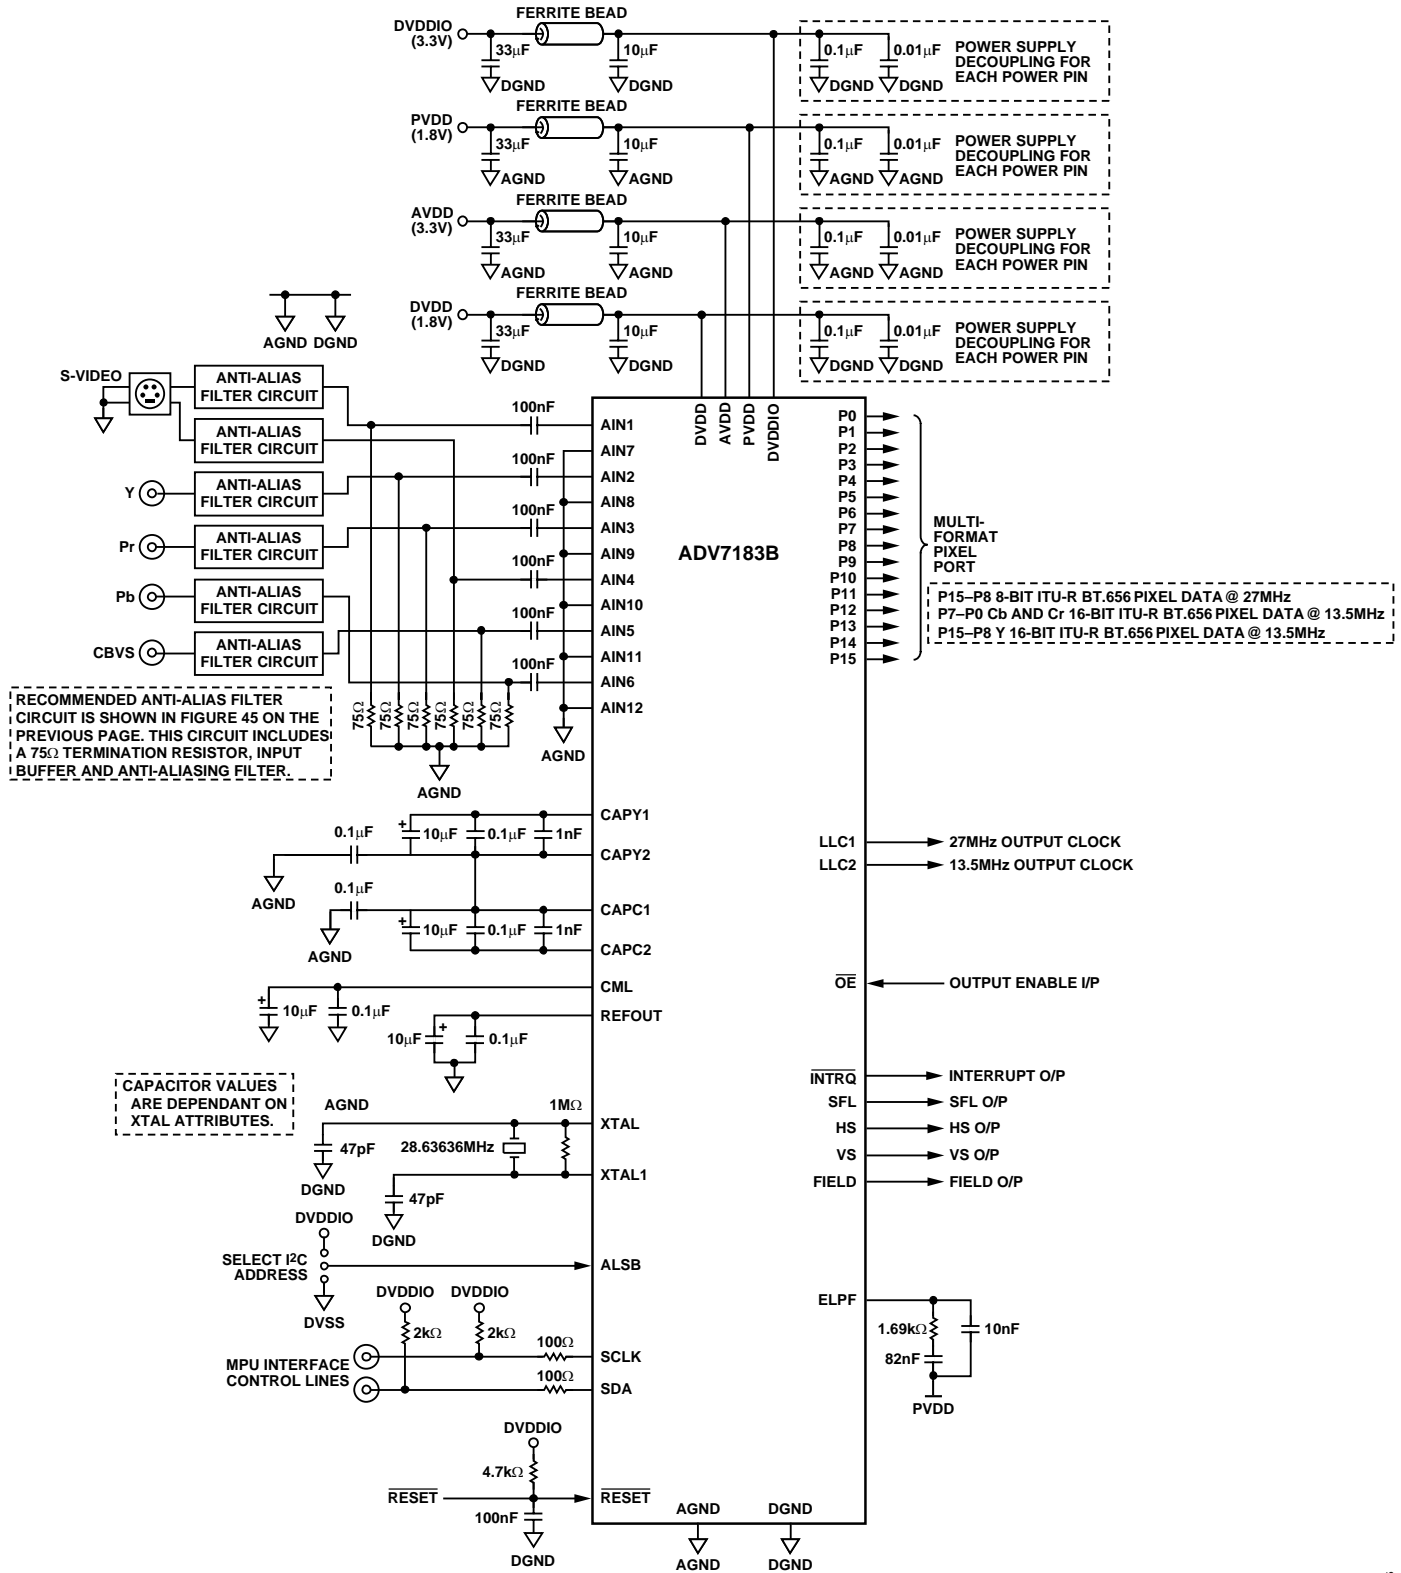 FERRITE BEAD
DVDDIO
(3.3V)
33μF
DGND
10μF
DGND
0.1μF
DGND
0.01μF
DGND
POWER SUPPLY
DECOUPLING FOR
EACH POWER PIN
FERRITE BEAD
PVDD
(1.8V)
33μF
AGND
10μF
AGND
0.1μF
AGND
0.01μF
AGND
POWER SUPPLY
DECOUPLING FOR
EACH POWER PIN
FERRITE BEAD
AVDD
(3.3V)
33μF
AGND
10μF
AGND
0.1μF
AGND
0.01μF
AGND
POWER SUPPLY
DECOUPLING FOR
EACH POWER PIN
FERRITE BEAD
DVDD
(1.8V)
33μF
DGND
10μF
DGND
0.1μF
DGND
0.01μF
DGND
POWER SUPPLY
DECOUPLING FOR
EACH POWER PIN
AGND DGND
S-VIDEO
ANTI-ALIAS
FILTER CIRCUIT
ANTI-ALIAS
FILTER CIRCUIT
Y
ANTI-ALIAS
FILTER CIRCUIT
Pr
ANTI-ALIAS
FILTER CIRCUIT
Pb
ANTI-ALIAS
FILTER CIRCUIT
CBVS
ANTI-ALIAS
FILTER CIRCUIT
RECOMMENDED ANTI-ALIAS FILTER
CIRCUIT IS SHOWN IN FIGURE 45 ON THE
PREVIOUS PAGE. THIS CIRCUIT INCLUDES
A 75Ω TERMINATION RESISTOR, INPUT
BUFFER AND ANTI-ALIASING FILTER.
100nF
100nF
100nF
100nF
100nF
100nF
75Ω
75Ω
75Ω
75Ω
75Ω
75Ω
AGND
AGND
AIN1
AIN7
AIN2
AIN8
AIN3
AIN9
AIN4
AIN10
AIN5
AIN11
AIN6
AIN12
DVDD
AVDD
PVDD
DVDDIO
ADV7183B
P0
P1
P2
P3
P4
P5
P6
P7
P8
P9
P10
P11
P12
P13
P14
P15
MULTI-
FORMAT
PIXEL
PORT
P15–P8 8-BIT ITU-R BT.656 PIXEL DATA @ 27MHz
P7–P0 Cb AND Cr 16-BIT ITU-R BT.656 PIXEL DATA @ 13.5MHz
P15–P8 Y 16-BIT ITU-R BT.656 PIXEL DATA @ 13.5MHz
0.1μF
AGND
+
10μF
0.1μF
1nF
CAPY1
CAPY2
0.1μF
AGND
+
10μF
0.1μF
1nF
CAPC1
CAPC2
LLC1
27MHz OUTPUT CLOCK
LLC2
13.5MHz OUTPUT CLOCK
+
10μF
0.1μF
CML
10μF
+
0.1μF
REFOUT
OE
OUTPUT ENABLE I/P
CAPACITOR VALUES
ARE DEPENDANT ON
XTAL ATTRIBUTES.
AGND
47pF
DGND
28.63636MHz
1MΩ
XTAL
XTAL1
47pF
DGND
INTRQ
INTERRUPT O/P
SFL
SFL O/P
HS
HS O/P
VS
VS O/P
FIELD
FIELD O/P
DVDDIO
SELECT I2C
ADDRESS
DVSS
ALSB
DVDDIO
2kΩ
DVDDIO
2kΩ
MPU INTERFACE
CONTROL LINES
100Ω
SCLK
100Ω
SDA
ELPF
1.69kΩ
82nF
10nF
PVDD
DVDDIO
4.7kΩ
RESET
RESET
100nF
DGND
AGND
DGND
AGND
DGND